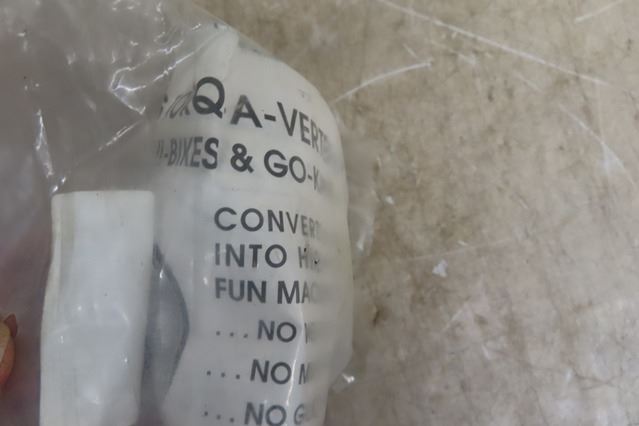 QA-VERT
-BIKES & GO-K
CONVERT
INTO
FUN MAC
...NO
...NO M
...NO G